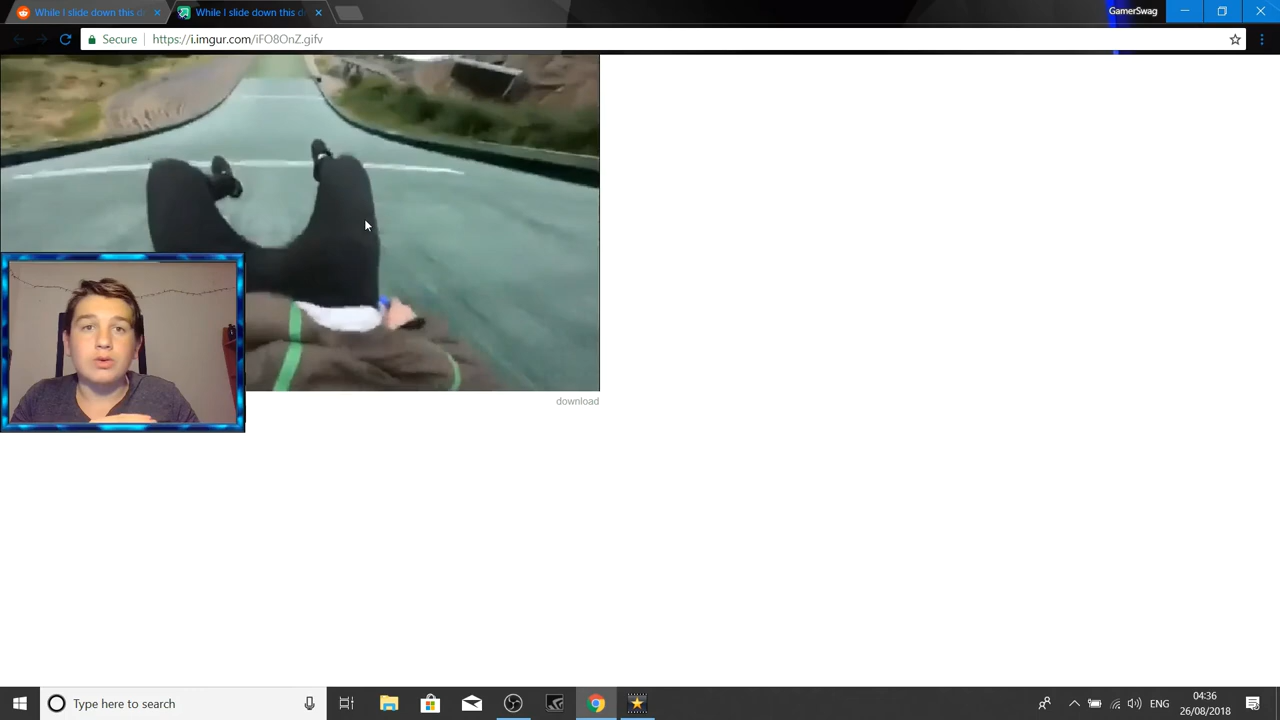 While I slide down this d
While I slide down this d
GamerSwag
Secure
https://i.imgur.com/iFO8OnZ.gifv
download
Type here to search
ENG
04:36
26/08/2018